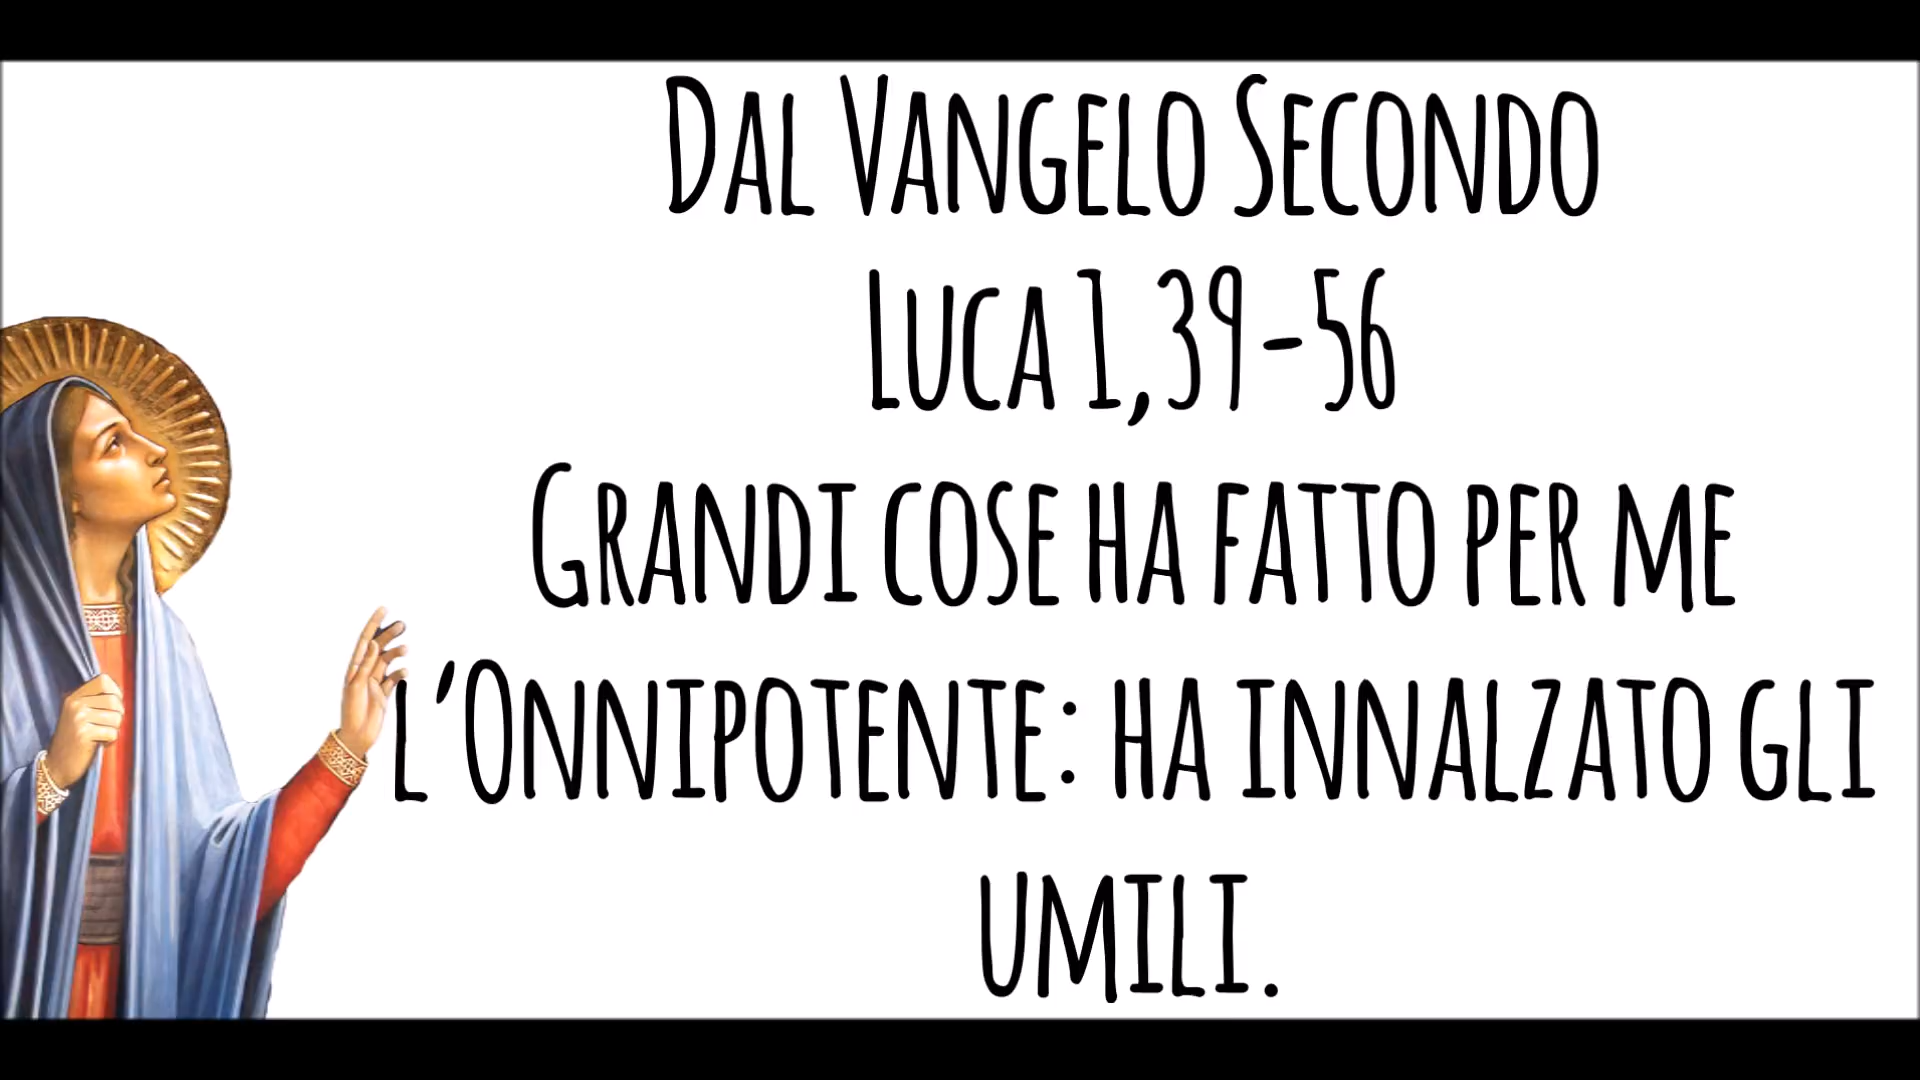 Dal Vangelo Secondo
Luca 1,39-56
Grandi cose ha fatto per me
l'Onnipotente: ha innalzato gli
umili.